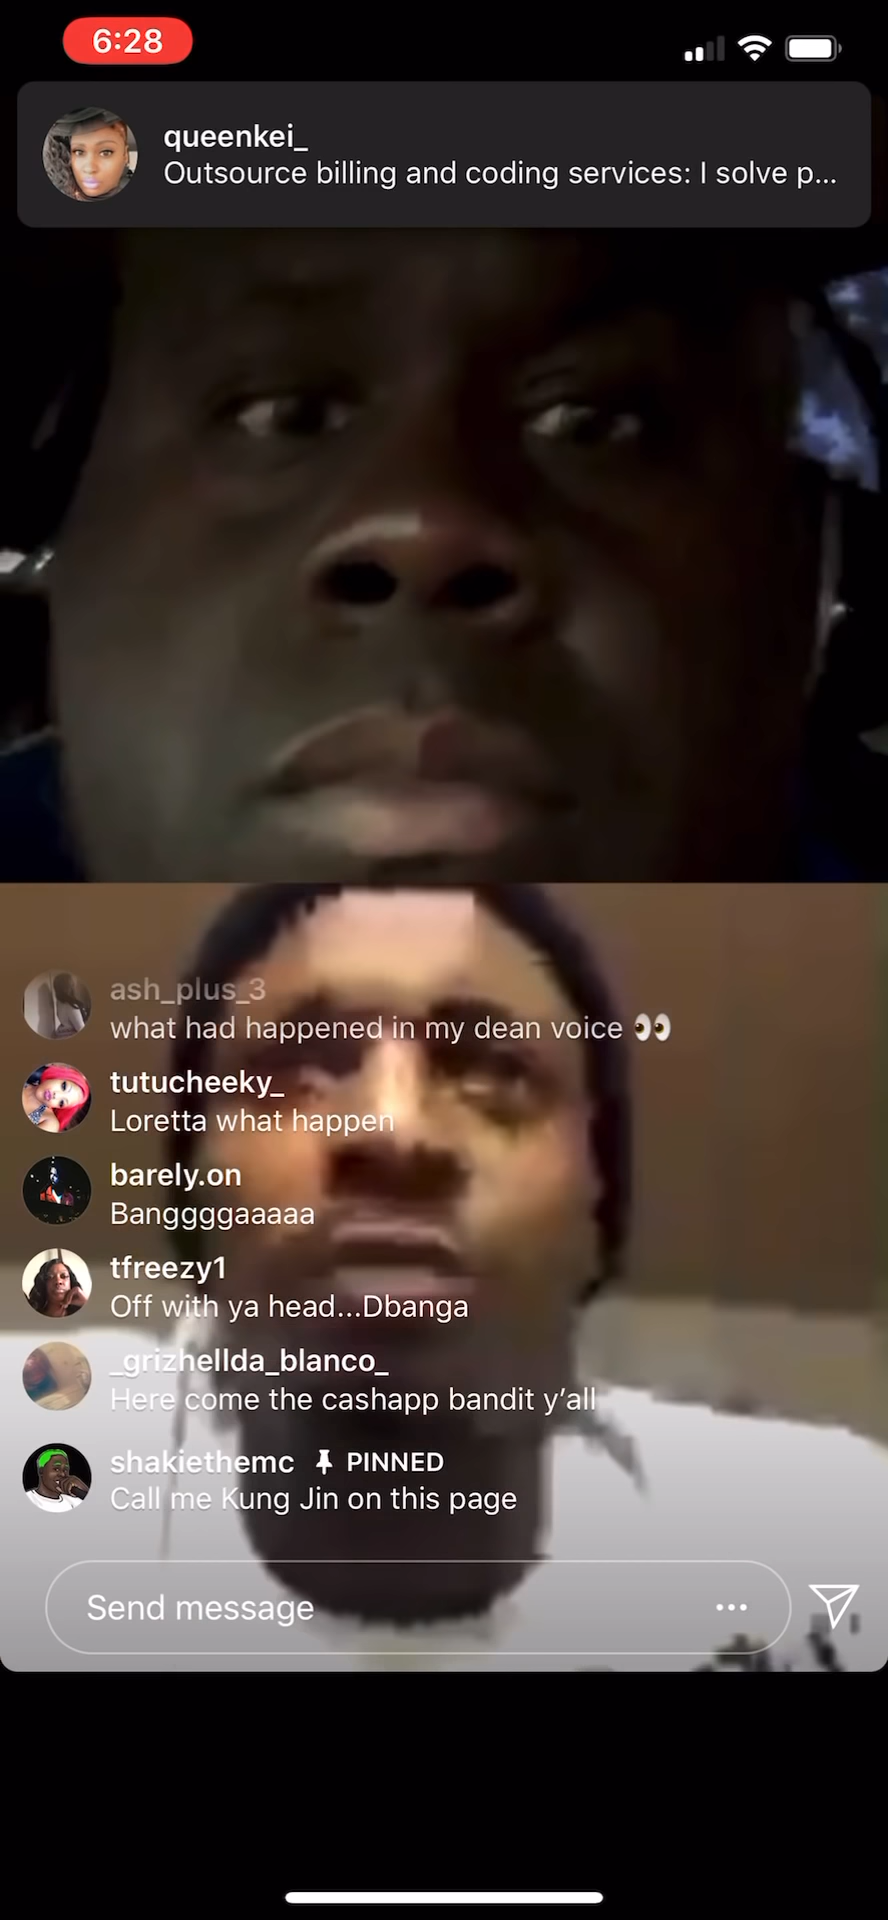 6:28
queenkei_
Outsource billing and coding services: I solve p...
ash_plus_3
what had happened in my dean voice 👀
tutucheeky_
Loretta what happen
barely.on
Banggggaaaaa
tfreezy1
Off with ya head...Dbanga
_grizhellda_blanco_
Here come the cashapp bandit y’all
shakiethemc PINNED
Call me Kung Jin on this page
Send message